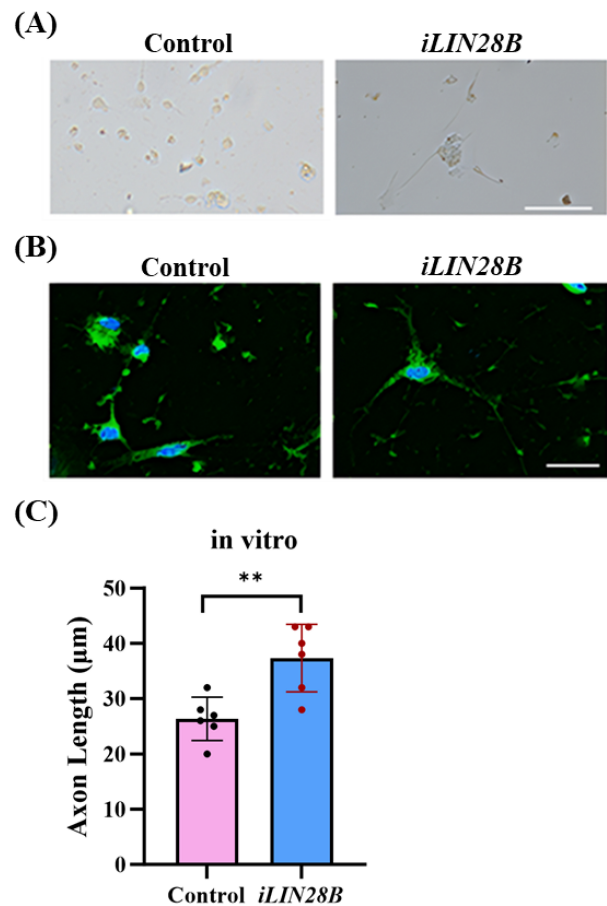 (A)
Control iLIN28B
(B)
Control iLIN28B
(C)
in vitro
**
Axon Length (μm)
50
40
30
20
10
0
Control iLIN28B